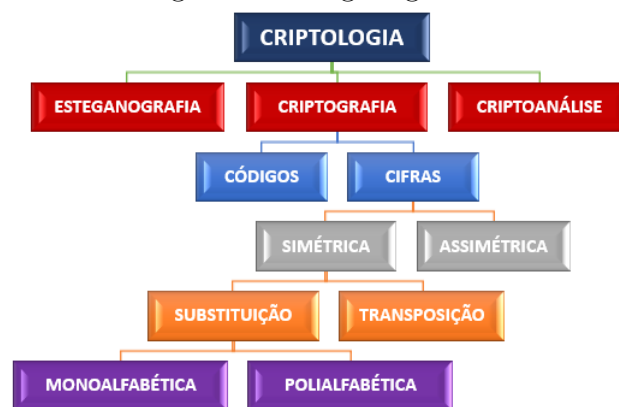 CRIPTOLOGIA
ESTEGANOGRAFIA CRIPTOGRAFIA CRIPTOANÁLISE
CÓDIGOS CIFRAS
SIMÉTRICA ASSIMÉTRICA
SUBSTITUIÇÃO TRANSPOSIÇÃO
MONOALFABÉTICA POLIALFABÉTICA